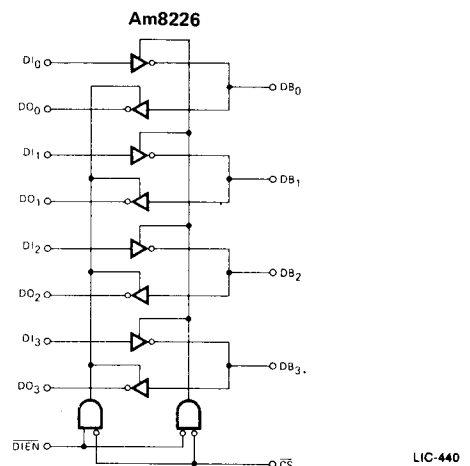 Am8226
DI0
DB0
DO0
DI1
DB1
DO1
DI2
DB2
DO2
DI3
DB3.
DO3
DIEN
CS
LIC-440